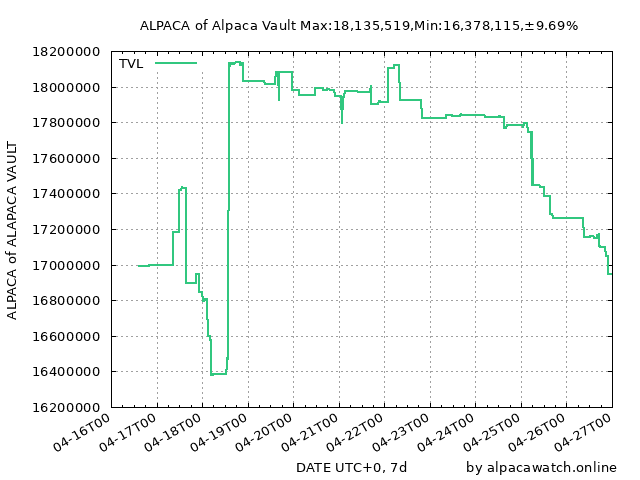 ALPACA of Alpaca Vault Max:18,135,519,Min:16,378,115,±9.69%
TVL
18200000
18000000
17800000
17600000
17400000
17200000
17000000
16800000
16600000
16400000
16200000
ALPACA of ALAPACA VAULT
04-16T00
04-17T00
04-18T00
04-19T00
04-20T00
04-21T00
04-22T00
04-23T00
04-24T00
04-25T00
04-26T00
04-27T00
DATE UTC+0, 7d
by alpacawatch.online